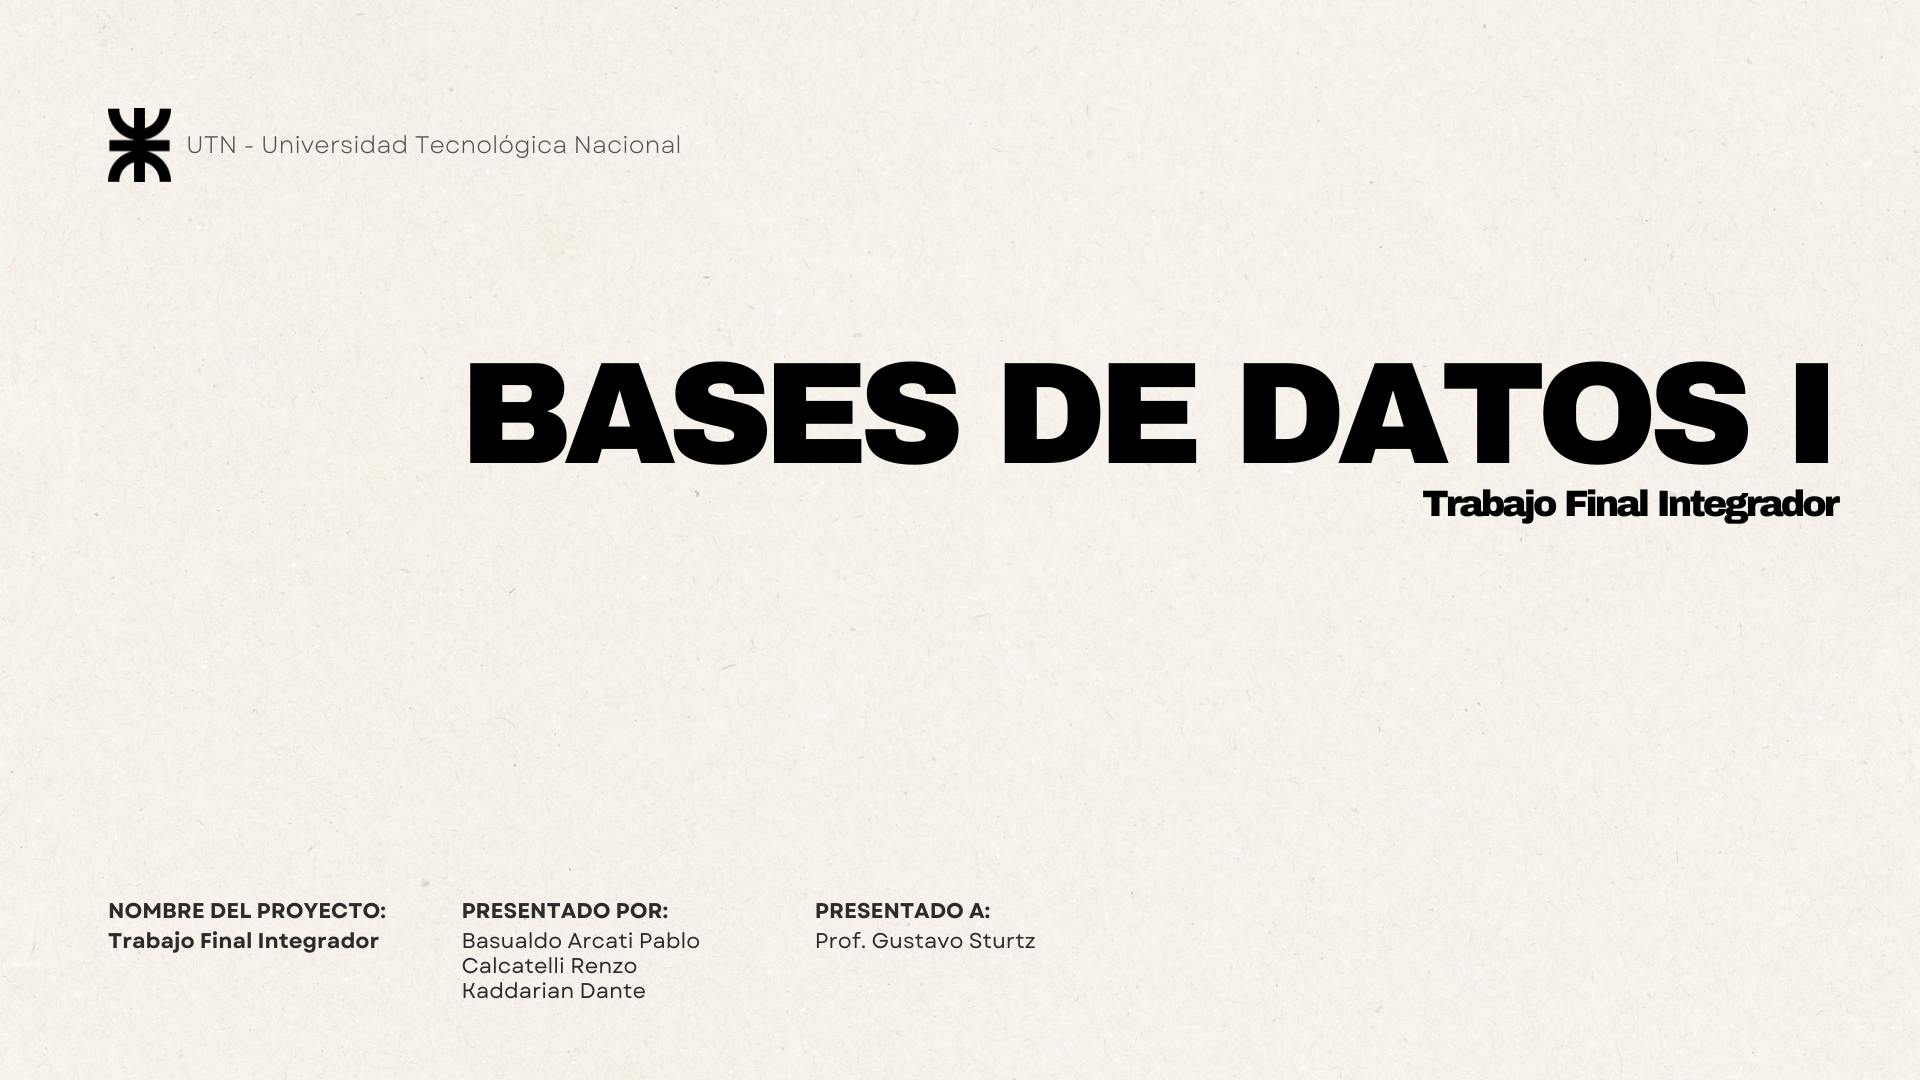 UTN - Universidad Tecnológica Nacional
BASES DE DATOS I
Trabajo Final Integrador
NOMBRE DEL PROYECTO:
Trabajo Final Integrador
PRESENTADO POR:
Basualdo Arcati Pablo
Calcatelli Renzo
Kaddarian Dante
PRESENTADO A:
Prof. Gustavo Sturtz